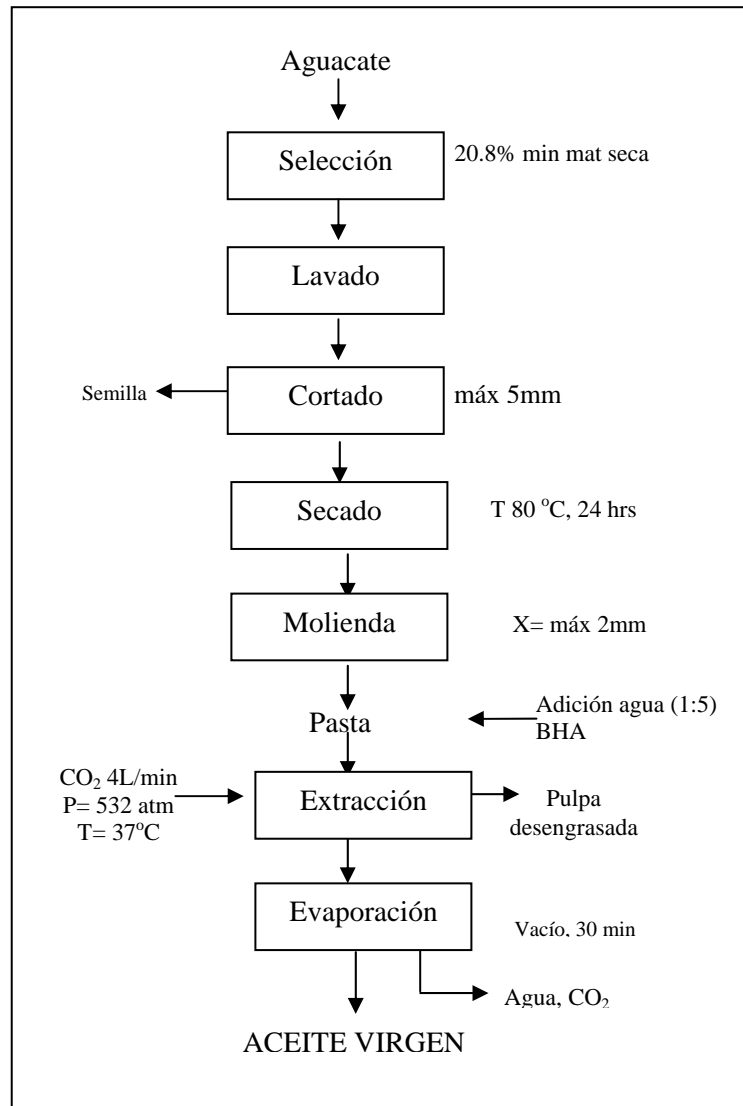 Aguacate
Selección
20.8% min mat seca
Lavado
Semilla
Cortado
máx 5mm
Secado
T 80 °C, 24 hrs
Molienda
X= máx 2mm
Pasta
Adición agua (1:5)
BHA
CO₂ 4L/min
P= 532 atm
T= 37°C
Extracción
Pulpa
desengrasada
Evaporación
Vacío, 30 min
Agua, CO₂
ACEITE VIRGEN